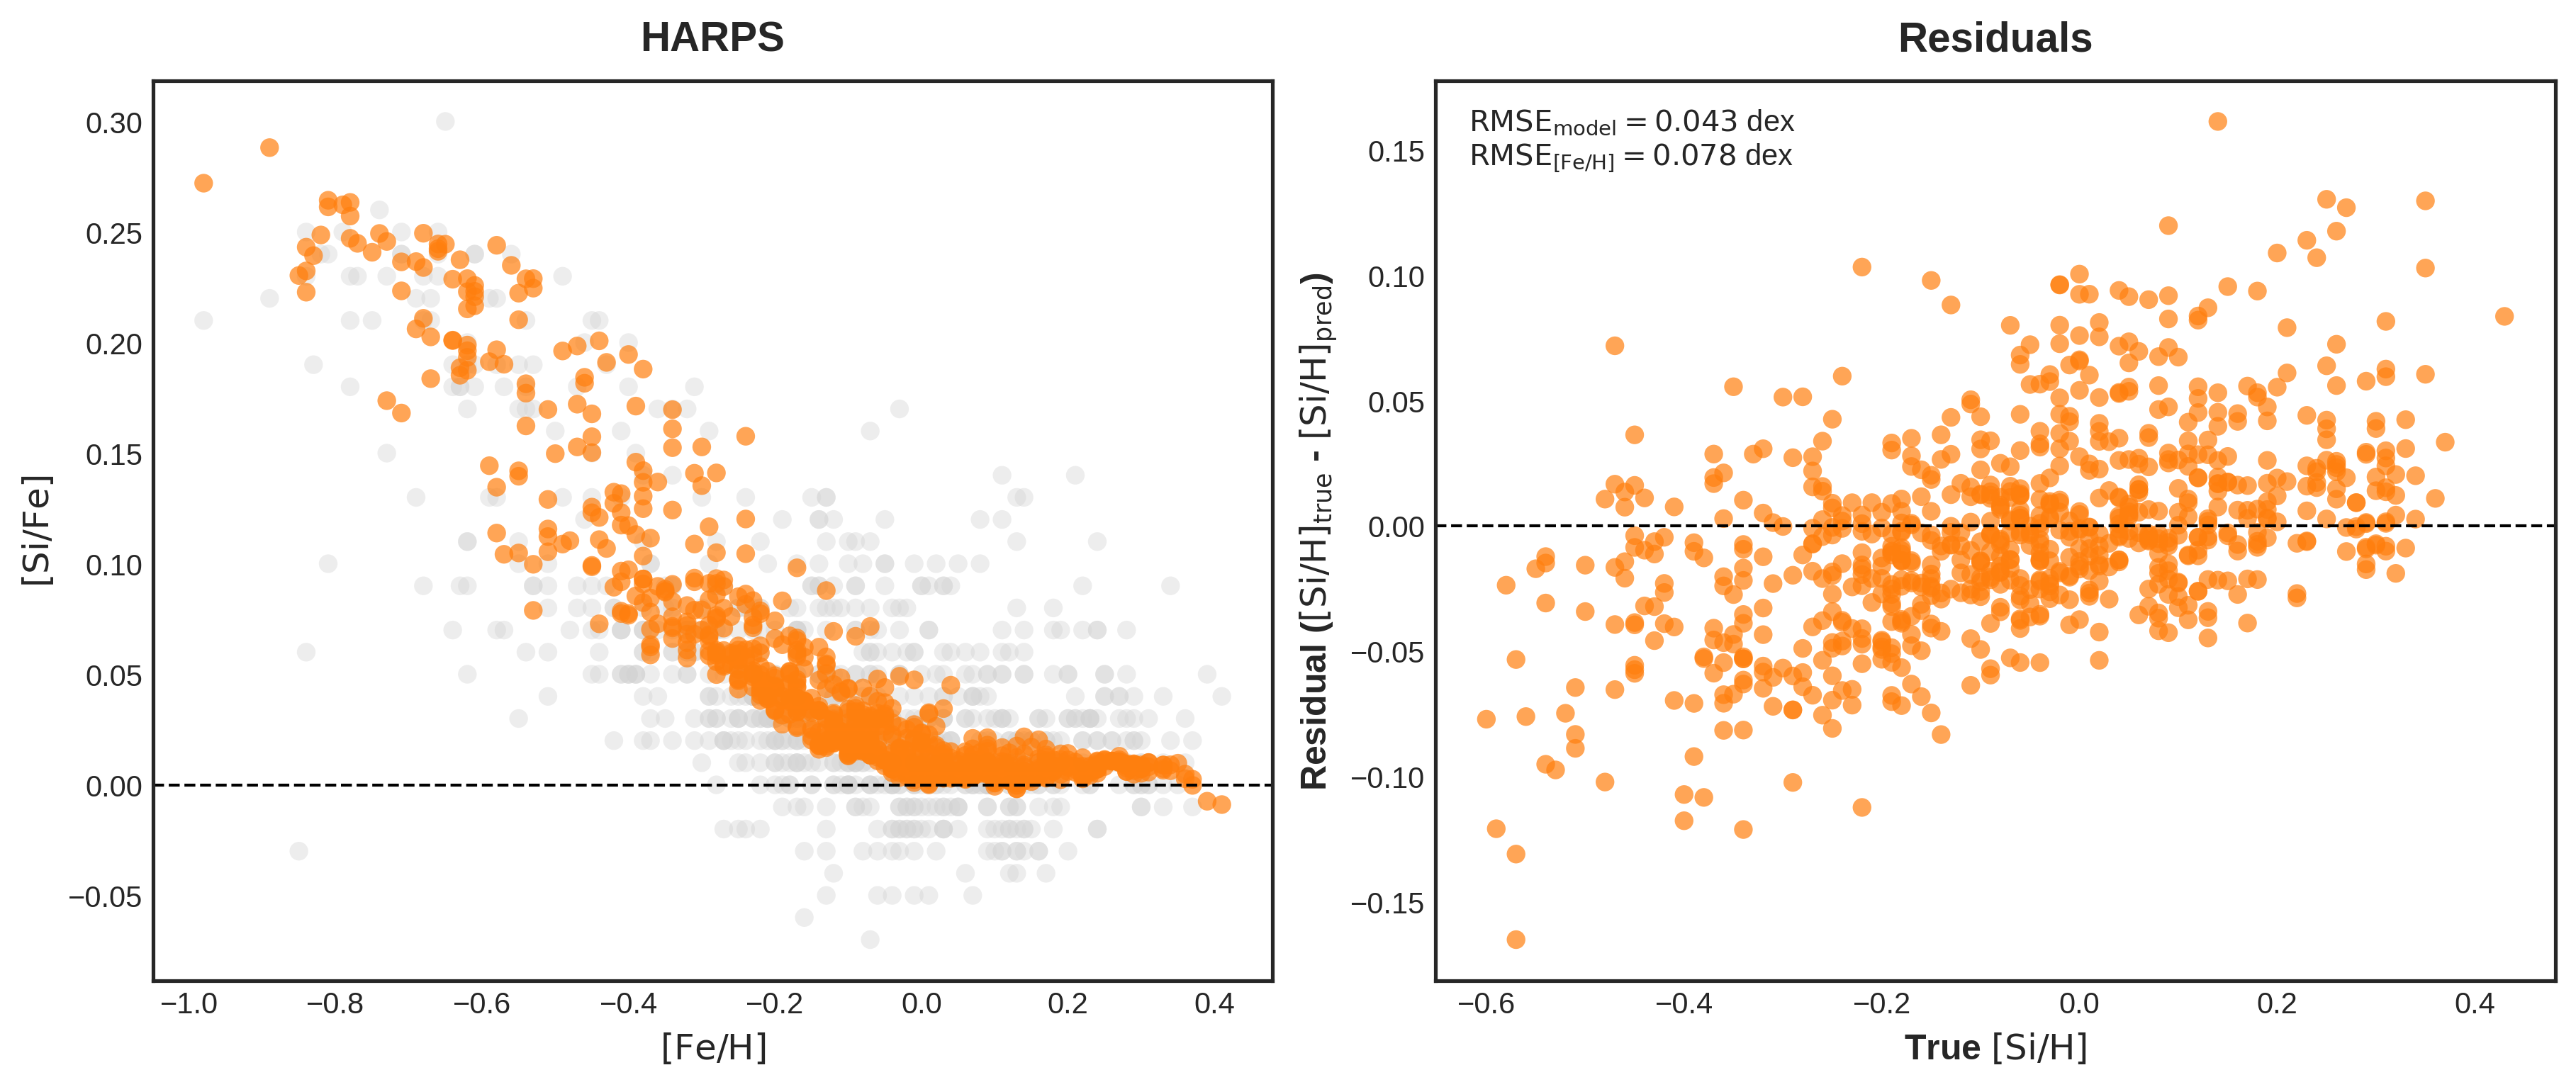 HARPS
[Si/Fe]
0.30
0.25
0.20
0.15
0.10
0.05
0.00
−0.05
−1.0 −0.8 −0.6 −0.4 −0.2 0.0 0.2 0.4
[Fe/H]
Residuals
RMSE_model = 0.043 dex
RMSE_[Fe/H] = 0.078 dex
Residual ([Si/H]_true - [Si/H]_pred)
0.15
0.10
0.05
0.00
−0.05
−0.10
−0.15
−0.6 −0.4 −0.2 0.0 0.2 0.4
True [Si/H]